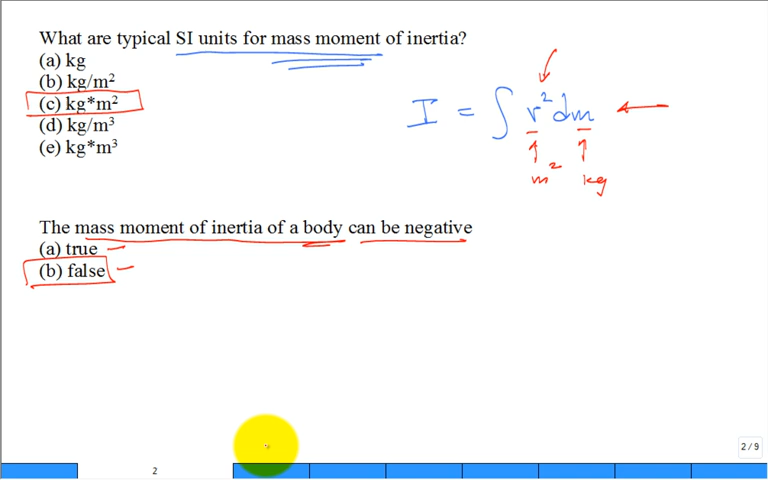 What are typical SI units for mass moment of inertia?
(a) kg
(b) kg/m²
(c) kg*m²
(d) kg/m³
(e) kg*m³
I = ∫ r² dm
m² kg
The mass moment of inertia of a body can be negative
(a) true
(b) false
2 / 9
2